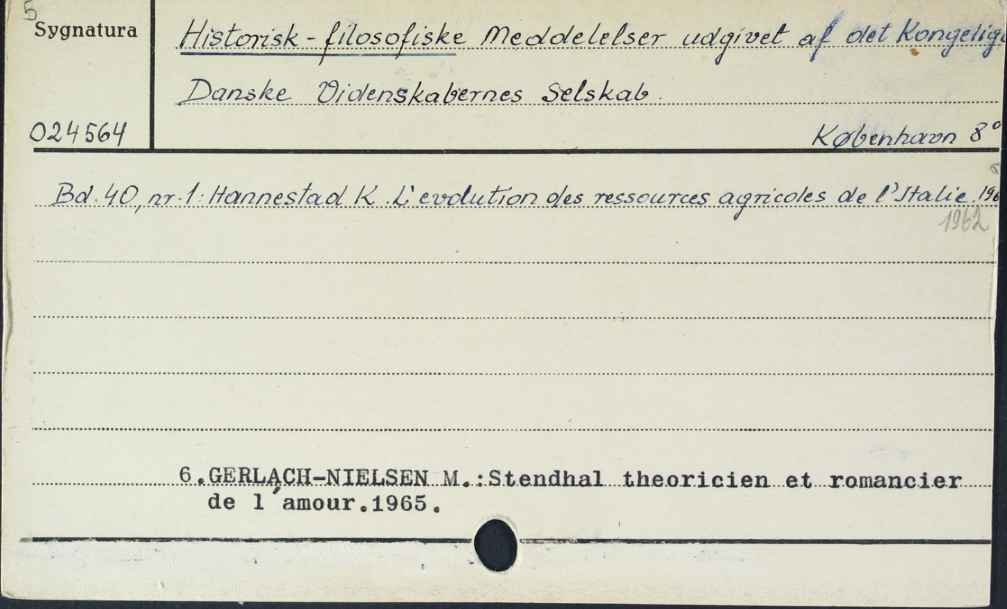 5
Sygnatura
Historisk-filosofiske Meddelelser udgivet af det Kongelige
Danske Videnskabernes Selskab.
024564
København 8°
Bd. 40, nr. 1: Hannestad K. L'evolution des ressources agricoles de l'Italie. 196
1962
6.GERLACH-NIELSEN M.:Stendhal theoricien et romancier
de l'amour.1965.